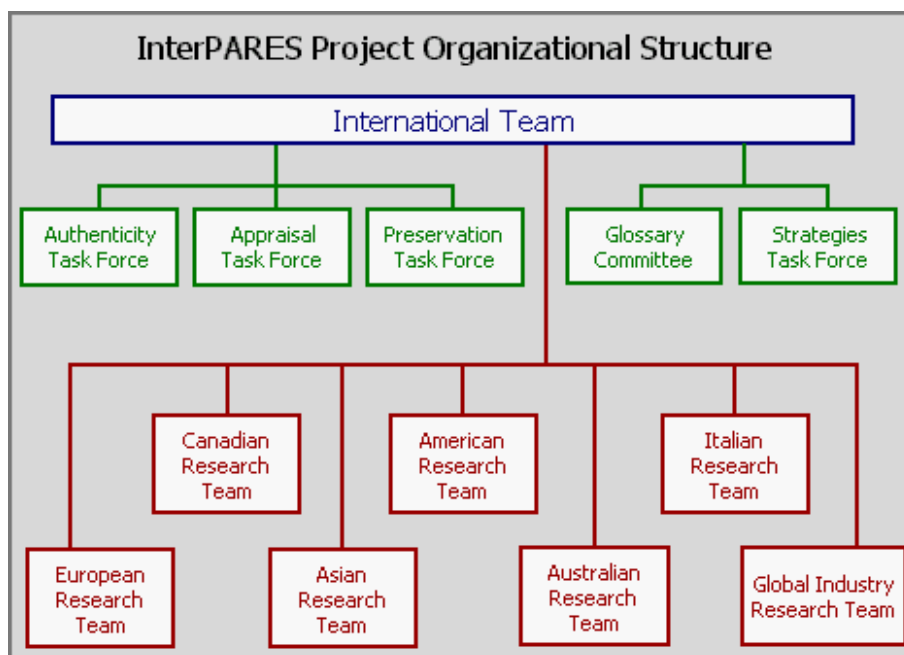 InterPARES Project Organizational Structure
International Team
Authenticity
Task Force
Appraisal
Task Force
Preservation
Task Force
Glossary
Committee
Strategies
Task Force
Canadian
Research
Team
American
Research
Team
Italian
Research
Team
European
Research
Team
Asian
Research
Team
Australian
Research
Team
Global Industry
Research Team